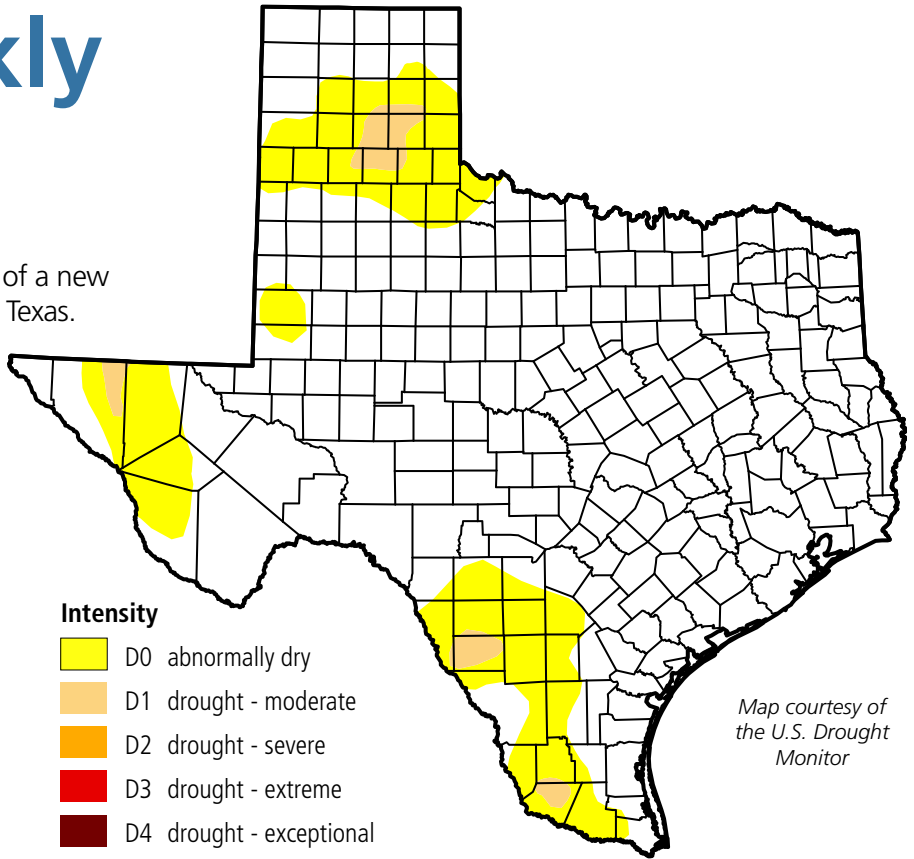 kly
of a new
Texas.
Intensity
D0 abnormally dry
D1 drought - moderate
D2 drought - severe
D3 drought - extreme
D4 drought - exceptional
Map courtesy of
the U.S. Drought
Monitor